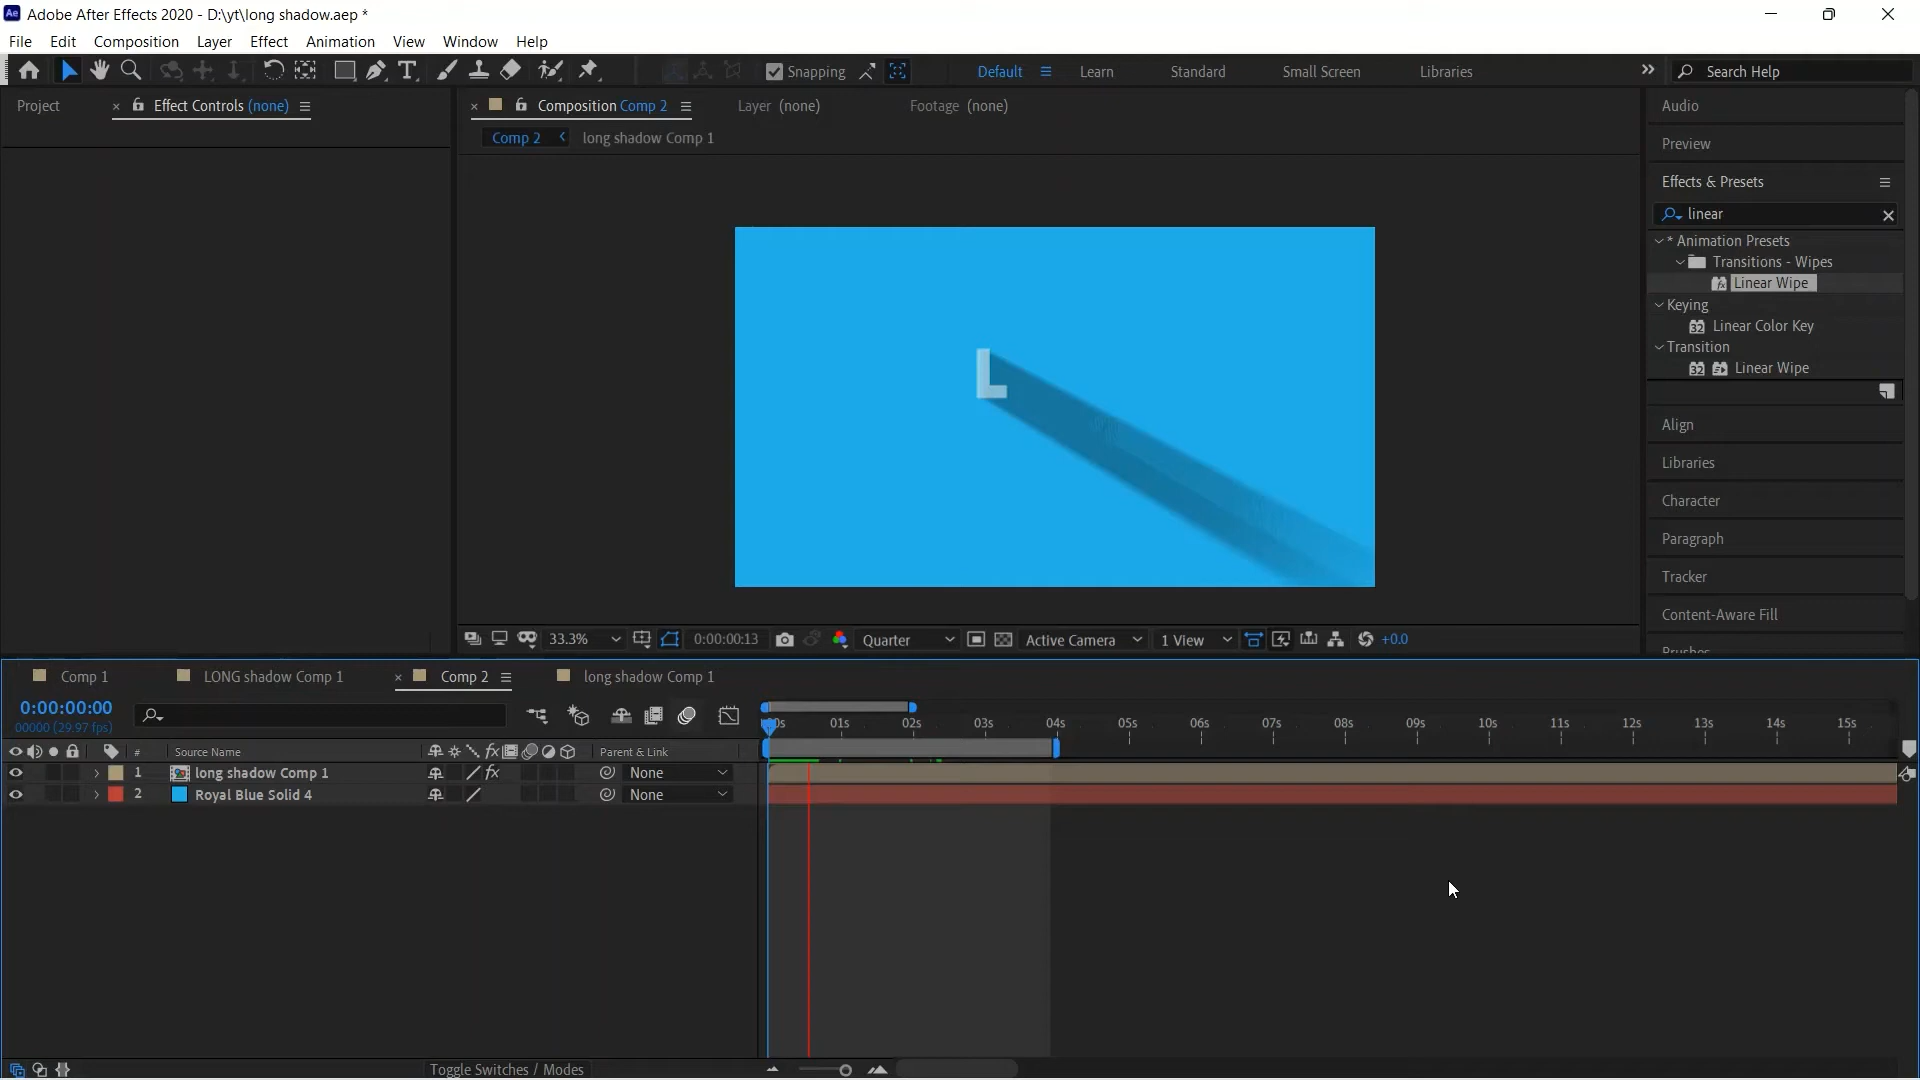 Ae Adobe After Effects 2020 - D:\yt\long shadow.aep *
File Edit Composition Layer Effect Animation View Window Help
Snapping Default Learn Standard Small Screen Libraries Search Help
Project Effect Controls (none)
Composition Comp 2 Layer (none) Footage (none)
Comp 2 long shadow Comp 1
L
33.3% 0:00:00:13 Quarter Active Camera 1 View +0.0
Audio
Preview
Effects & Presets
linear
* Animation Presets
Transitions - Wipes
Linear Wipe
Keying
32 Linear Color Key
Transition
32 Linear Wipe
Align
Libraries
Character
Paragraph
Tracker
Content-Aware Fill
Comp 1 LONG shadow Comp 1 Comp 2 long shadow Comp 1
0:00:00:00
00000 (29.97 fps)
01s 02s 03s 04s 05s 06s 07s 08s 09s 10s 11s 12s 13s 14s 15s
# Source Name fx Parent & Link
1 long shadow Comp 1 fx None
2 Royal Blue Solid 4 None
Toggle Switches / Modes